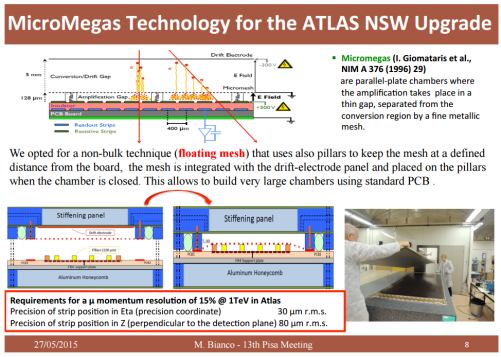 MicroMegas Technology for the ATLAS NSW Upgrade
Drift Electrode
-300 V
5 mm
Conversion/Drift Gap
E Field
Micromesh
128 μm
Amplification Gap
E Field
Insulator
PCB Board
Readout Strips
Resistive Strips
400 μm
Micromegas (I. Giomataris et al.,
NIM A 376 (1996) 29)
are parallel-plate chambers where
the amplification takes place in a
thin gap, separated from the
conversion region by a fine metallic
mesh.
We opted for a non-bulk technique (floating mesh) that uses also pillars to keep the mesh at a defined
distance from the board, the mesh is integrated with the drift-electrode panel and placed on the pillars
when the chamber is closed. This allows to build very large chambers using standard PCB .
Stiffening panel
Drift electrode
Aluminum Honeycomb
Stiffening panel
Aluminum Honeycomb
Requirements for a μ momentum resolution of 15% @ 1TeV in Atlas
Precision of strip position in Eta (precision coordinate) 30 μm r.m.s.
Precision of strip position in Z (perpendicular to the detection plane) 80 μm r.m.s.
27/05/2015
M. Bianco - 13th Pisa Meeting
8